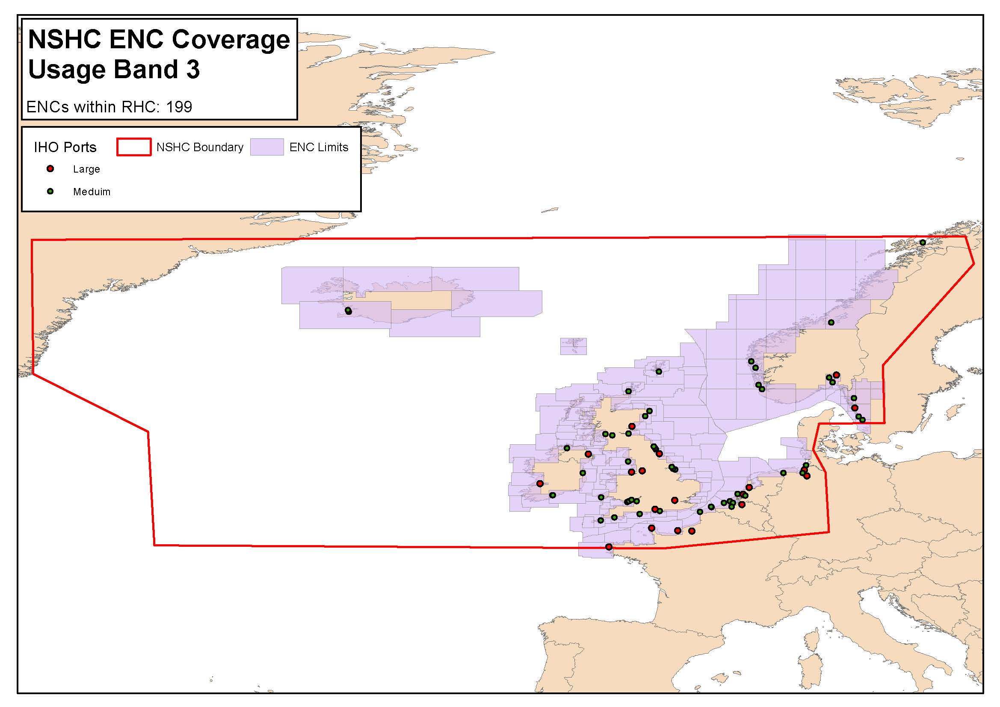 NSHC ENC Coverage
Usage Band 3
ENCs within RHC: 199
IHO Ports
NSHC Boundary
ENC Limits
Large
Meduim